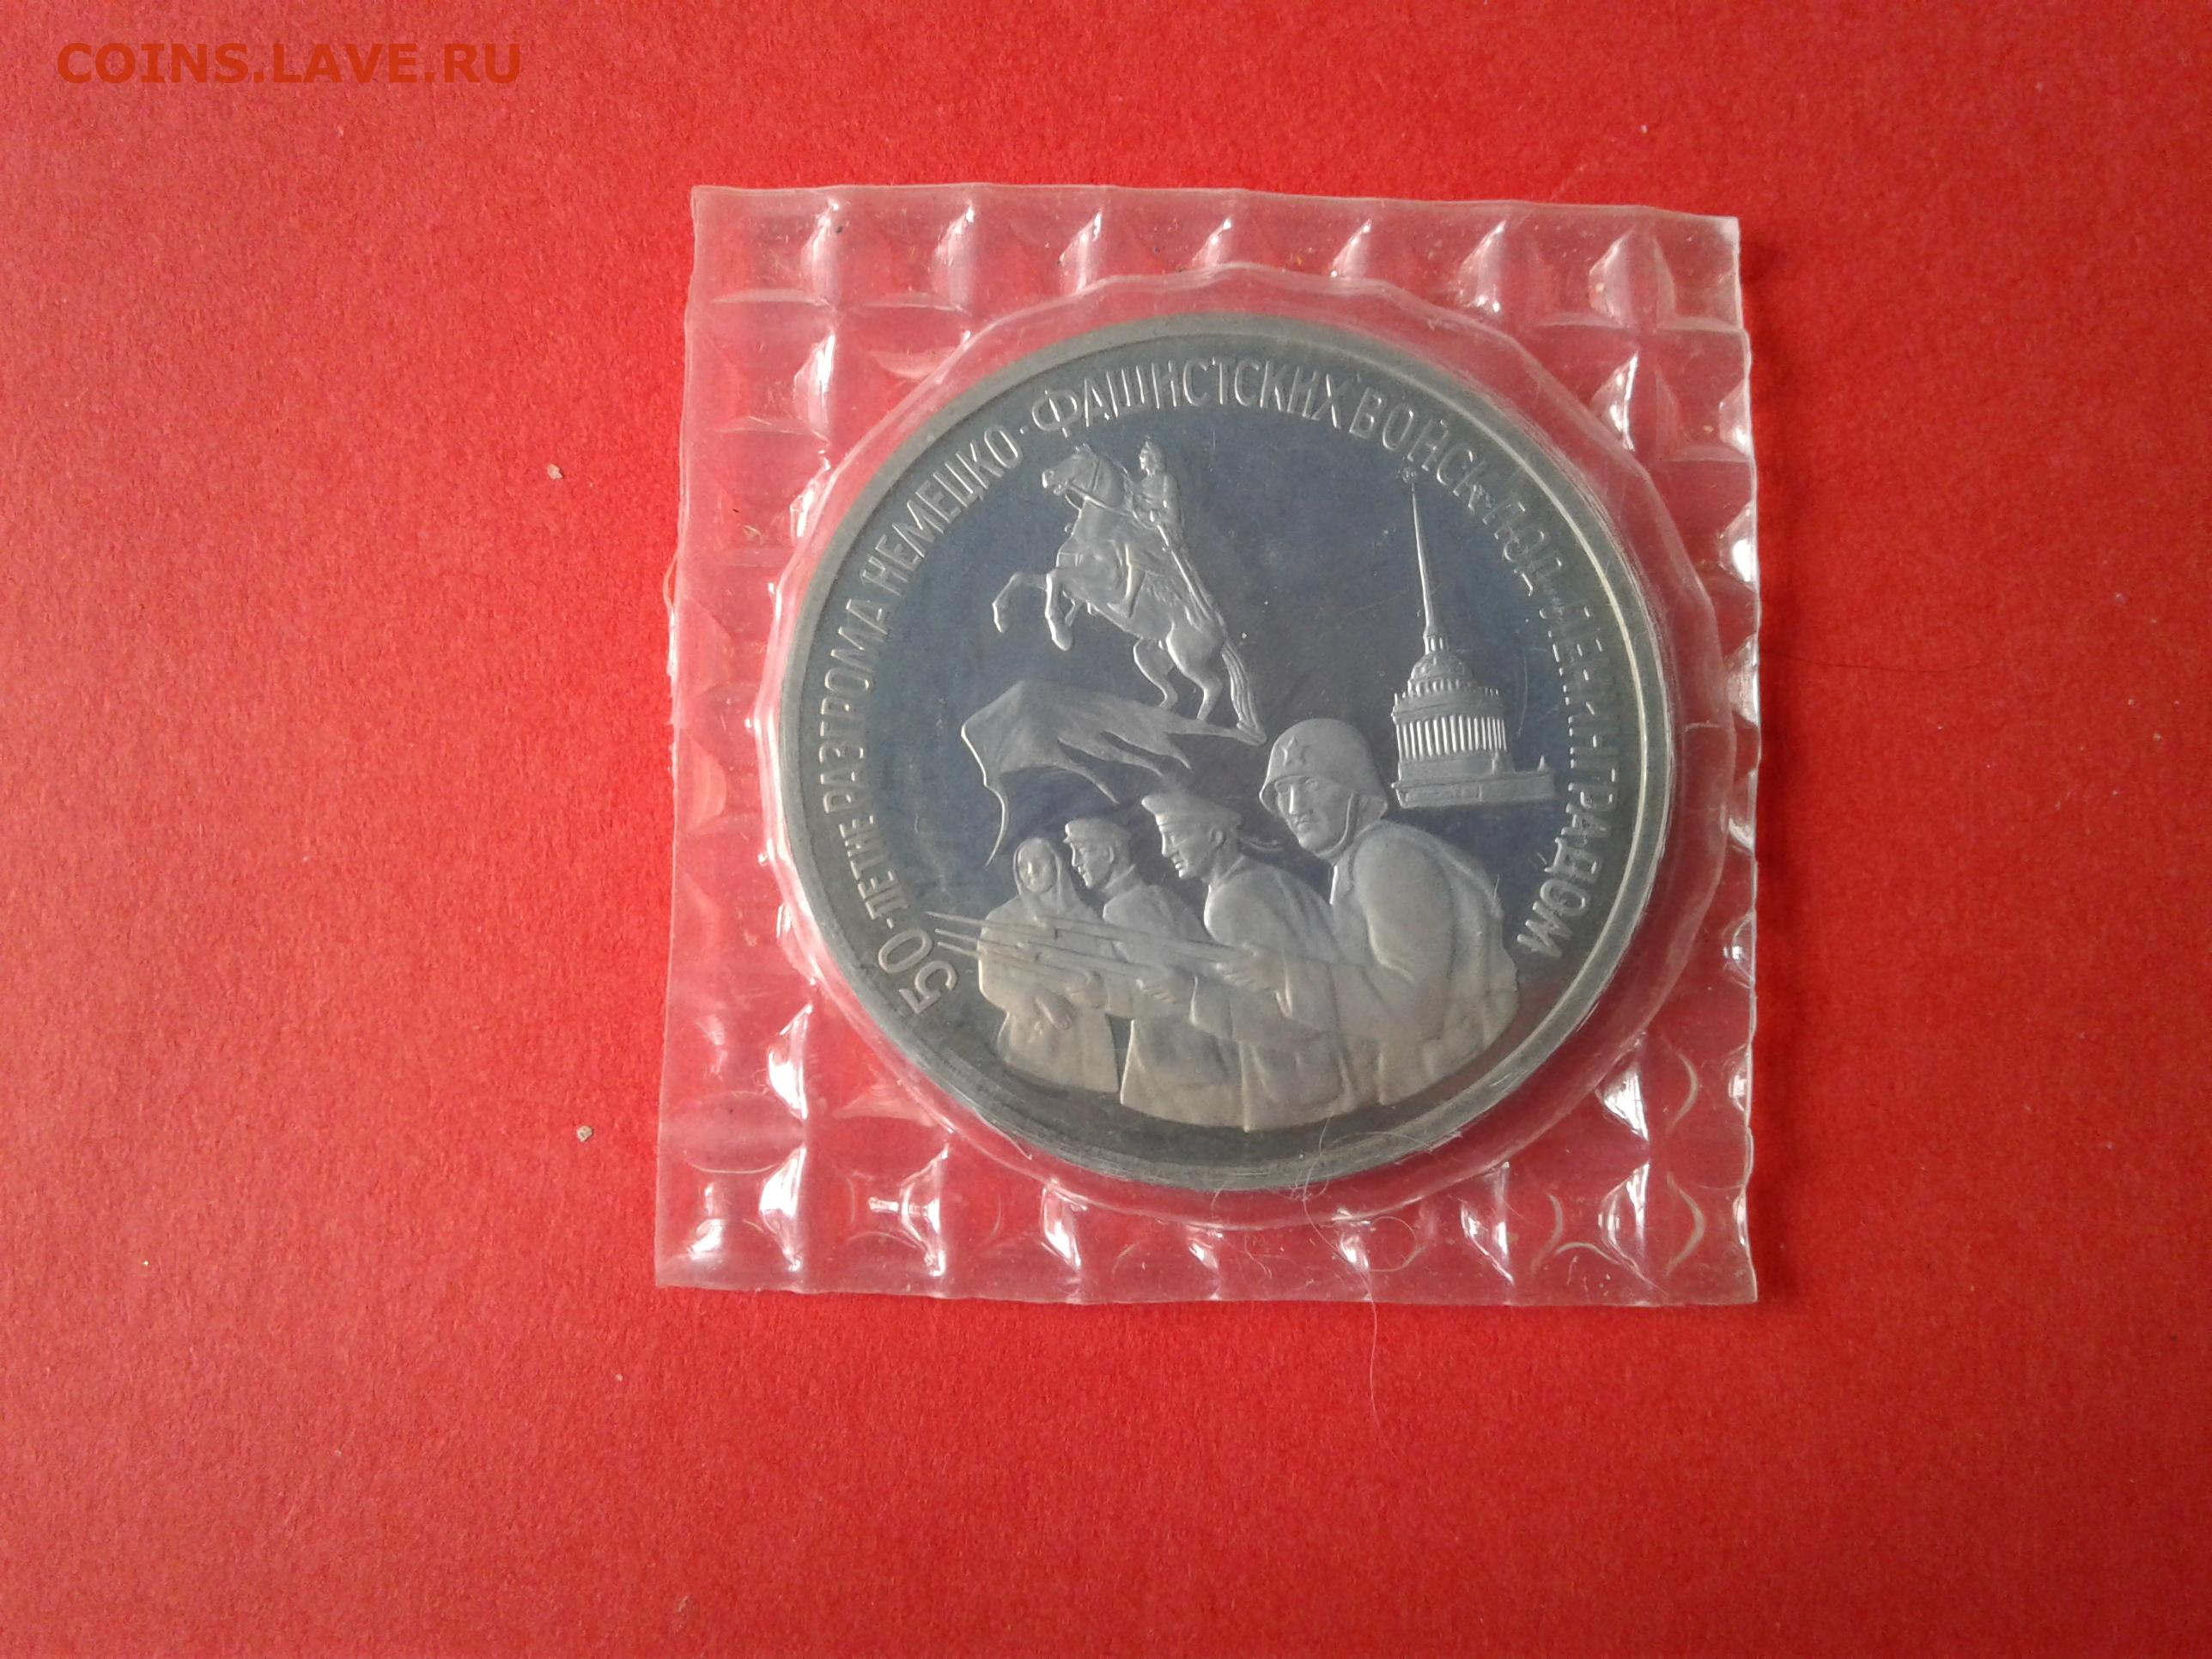 COINS.LAVE.RU
50-ЛЕТИЕ РАЗГРОМА НЕМЕЦКО-ФАШИСТСКИХ ВОЙСК ПОД ЛЕНИНГРАДОМ